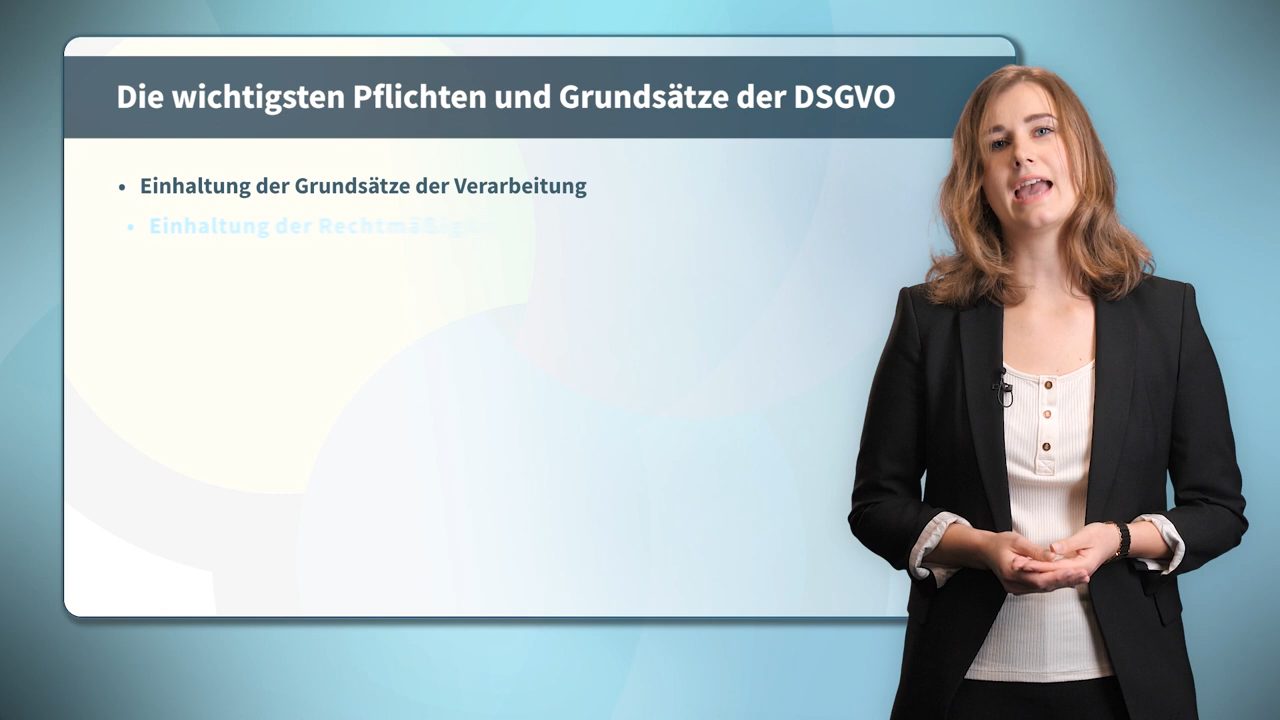 Die wichtigsten Pflichten und Grundsätze der DSGVO
• Einhaltung der Grundsätze der Verarbeitung
• Einhaltung der